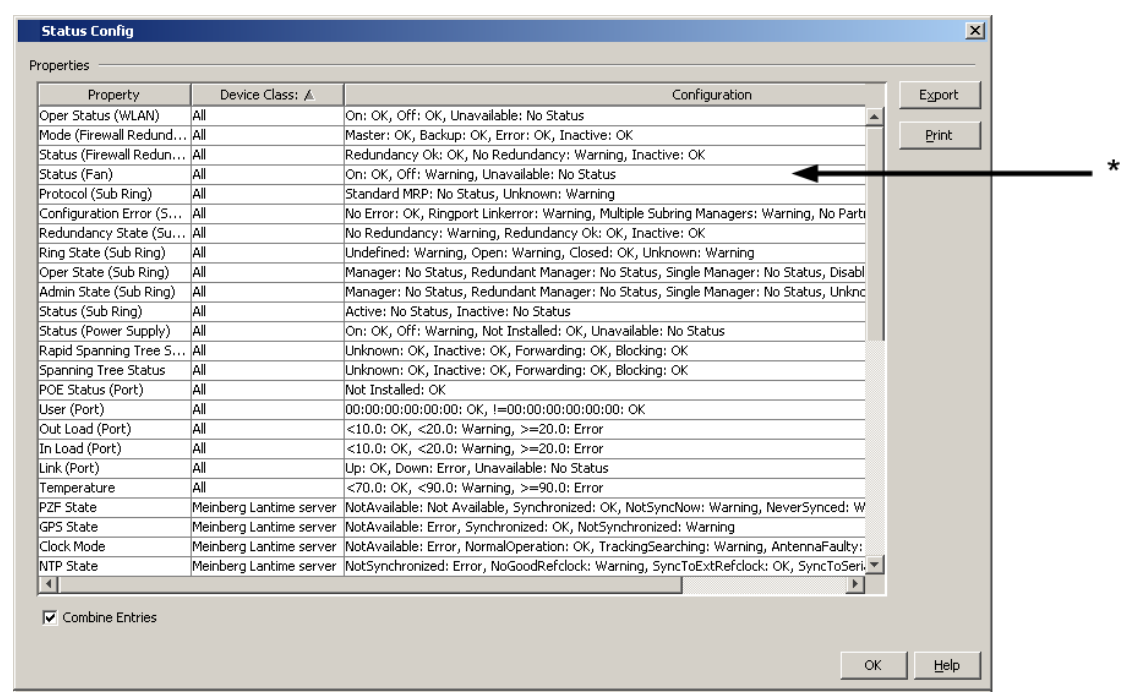 Status Config
Properties
Property Device Class: Configuration
Export
Print
Oper Status (WLAN) All On: OK, Off: OK, Unavailable: No Status
Mode (Firewall Redund... All Master: OK, Backup: OK, Error: OK, Inactive: OK
Status (Firewall Redun... All Redundancy Ok: OK, No Redundancy: Warning, Inactive: OK
Status (Fan) All On: OK, Off: Warning, Unavailable: No Status
*
Protocol (Sub Ring) All Standard MRP: No Status, Unknown: Warning
Configuration Error (S... All No Error: OK, Ringport Linkerror: Warning, Multiple Subring Managers: Warning, No Parti
Redundancy State (Su... All No Redundancy: Warning, Redundancy Ok: OK, Inactive: OK
Ring State (Sub Ring) All Undefined: Warning, Open: Warning, Closed: OK, Unknown: Warning
Oper State (Sub Ring) All Manager: No Status, Redundant Manager: No Status, Single Manager: No Status, Disabl
Admin State (Sub Ring) All Manager: No Status, Redundant Manager: No Status, Single Manager: No Status, Unkno
Status (Sub Ring) All Active: No Status, Inactive: No Status
Status (Power Supply) All On: OK, Off: Warning, Not Installed: OK, Unavailable: No Status
Rapid Spanning Tree S... All Unknown: OK, Inactive: OK, Forwarding: OK, Blocking: OK
Spanning Tree Status All Unknown: OK, Inactive: OK, Forwarding: OK, Blocking: OK
POE Status (Port) All Not Installed: OK
User (Port) All 00:00:00:00:00:00: OK, !=00:00:00:00:00:00: OK
Out Load (Port) All <10.0: OK, <20.0: Warning, >=20.0: Error
In Load (Port) All <10.0: OK, <20.0: Warning, >=20.0: Error
Link (Port) All Up: OK, Down: Error, Unavailable: No Status
Temperature All <70.0: OK, <90.0: Warning, >=90.0: Error
PZF State Meinberg Lantime server NotAvailable: Not Available, Synchronized: OK, NotSyncNow: Warning, NeverSynced: W
GPS State Meinberg Lantime server NotAvailable: Error, Synchronized: OK, NotSynchronized: Warning
Clock Mode Meinberg Lantime server NotAvailable: Error, NormalOperation: OK, TrackingSearching: Warning, AntennaFaulty:
NTP State Meinberg Lantime server NotSynchronized: Error, NoGoodRefclock: Warning, SyncToExtRefclock: OK, SyncToSeri
Combine Entries
OK Help